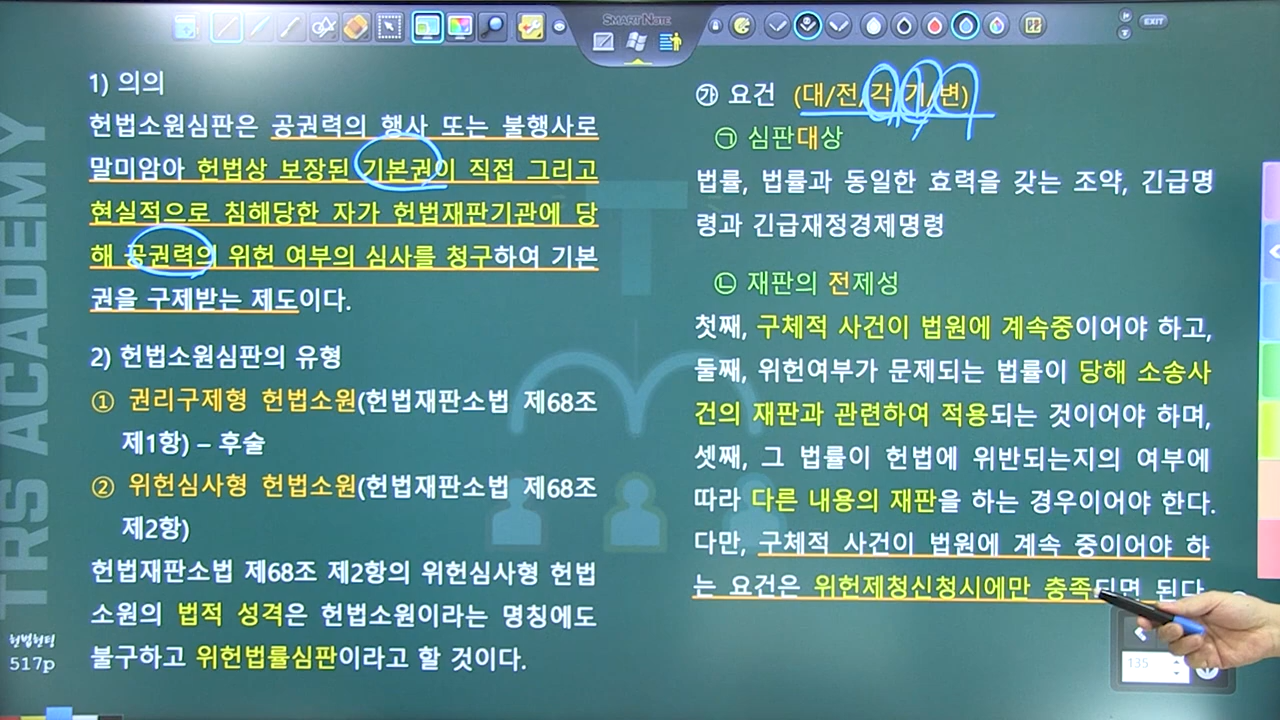 SMART NOTE
EXIT
1) 의의
헌법소원심판은 공권력의 행사 또는 불행사로
말미암아 헌법상 보장된 기본권이 직접 그리고
현실적으로 침해당한 자가 헌법재판기관에 당
해 공권력의 위헌 여부의 심사를 청구하여 기본
권을 구제받는 제도이다.
2) 헌법소원심판의 유형
① 권리구제형 헌법소원(헌법재판소법 제68조
제1항) – 후술
② 위헌심사형 헌법소원(헌법재판소법 제68조
제2항)
헌법재판소법 제68조 제2항의 위헌심사형 헌법
소원의 법적 성격은 헌법소원이라는 명칭에도
불구하고 위헌법률심판이라고 할 것이다.
㉮ 요건 (대/전/각/기/변)
㉠ 심판대상
법률, 법률과 동일한 효력을 갖는 조약, 긴급명
령과 긴급재정경제명령
㉡ 재판의 전제성
첫째, 구체적 사건이 법원에 계속중이어야 하고,
둘째, 위헌여부가 문제되는 법률이 당해 소송사
건의 재판과 관련하여 적용되는 것이어야 하며,
셋째, 그 법률이 헌법에 위반되는지의 여부에
따라 다른 내용의 재판을 하는 경우이어야 한다.
다만, 구체적 사건이 법원에 계속 중이어야 하
는 요건은 위헌제청신청시에만 충족되면 된다.
TRS ACADEMY
헌법형림
517p
135